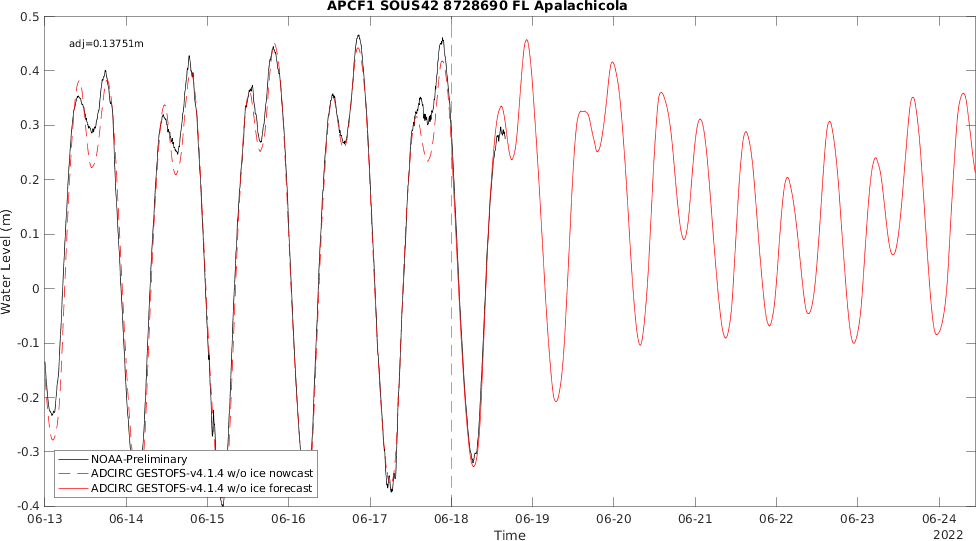 APCF1 SOUS42 8728690 FL Apalachicola
adj=0.13751m
0.5
0.4
0.3
0.2
0.1
0
-0.1
-0.2
-0.3
-0.4
Water Level (m)
NOAA-Preliminary
ADCIRC GESTOFS-v4.1.4 w/o ice nowcast
ADCIRC GESTOFS-v4.1.4 w/o ice forecast
06-13 06-14 06-15 06-16 06-17 06-18 06-19 06-20 06-21 06-22 06-23 06-24
Time
2022